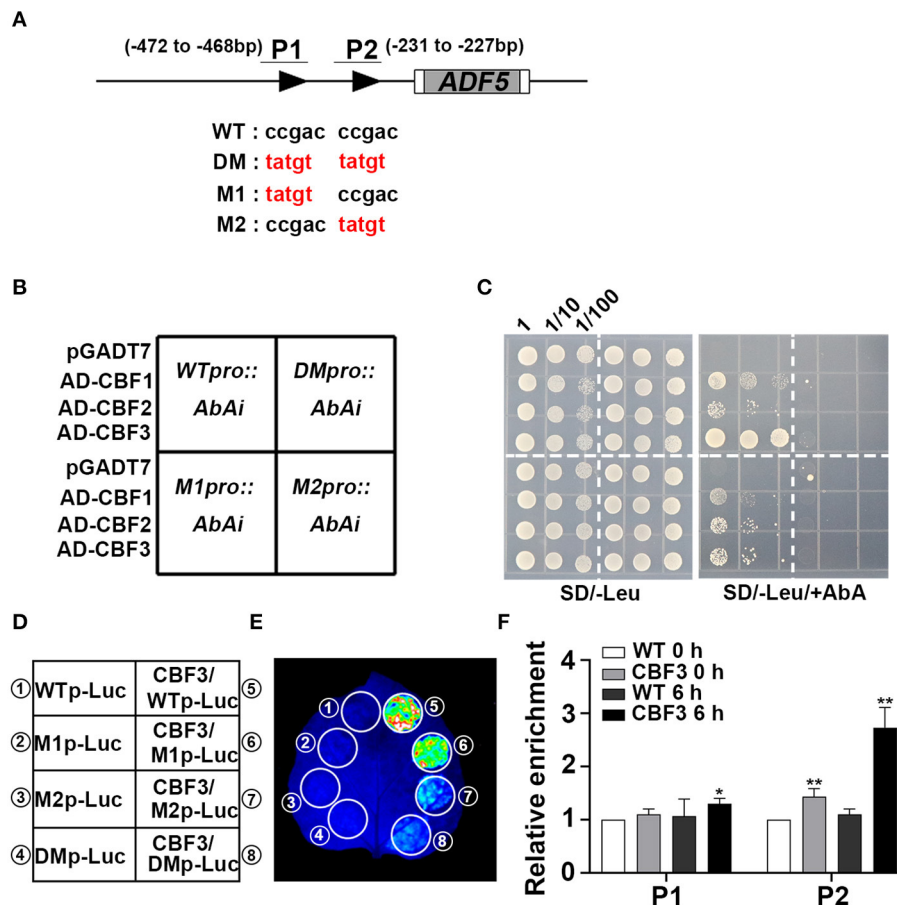 A
(-472 to -468bp) P1 P2 (-231 to -227bp)
ADF5
WT : ccgac ccgac
DM : tatgt tatgt
M1 : tatgt ccgac
M2 : ccgac tatgt
B
pGADT7
AD-CBF1
AD-CBF2
AD-CBF3
pGADT7
AD-CBF1
AD-CBF2
AD-CBF3
WTpro::
AbAi
DMpro::
AbAi
M1pro::
AbAi
M2pro::
AbAi
C
1 1/10 1/100
SD/-Leu SD/-Leu/+AbA
D
① WTp-Luc CBF3/ WTp-Luc ⑤
② M1p-Luc CBF3/ M1p-Luc ⑥
③ M2p-Luc CBF3/ M2p-Luc ⑦
④ DMp-Luc CBF3/ DMp-Luc ⑧
E
① ⑤
② ⑥
③ ⑦
④ ⑧
F
Relative enrichment
4
3
2
1
0
WT 0 h
CBF3 0 h
WT 6 h
CBF3 6 h
* ** **
P1 P2